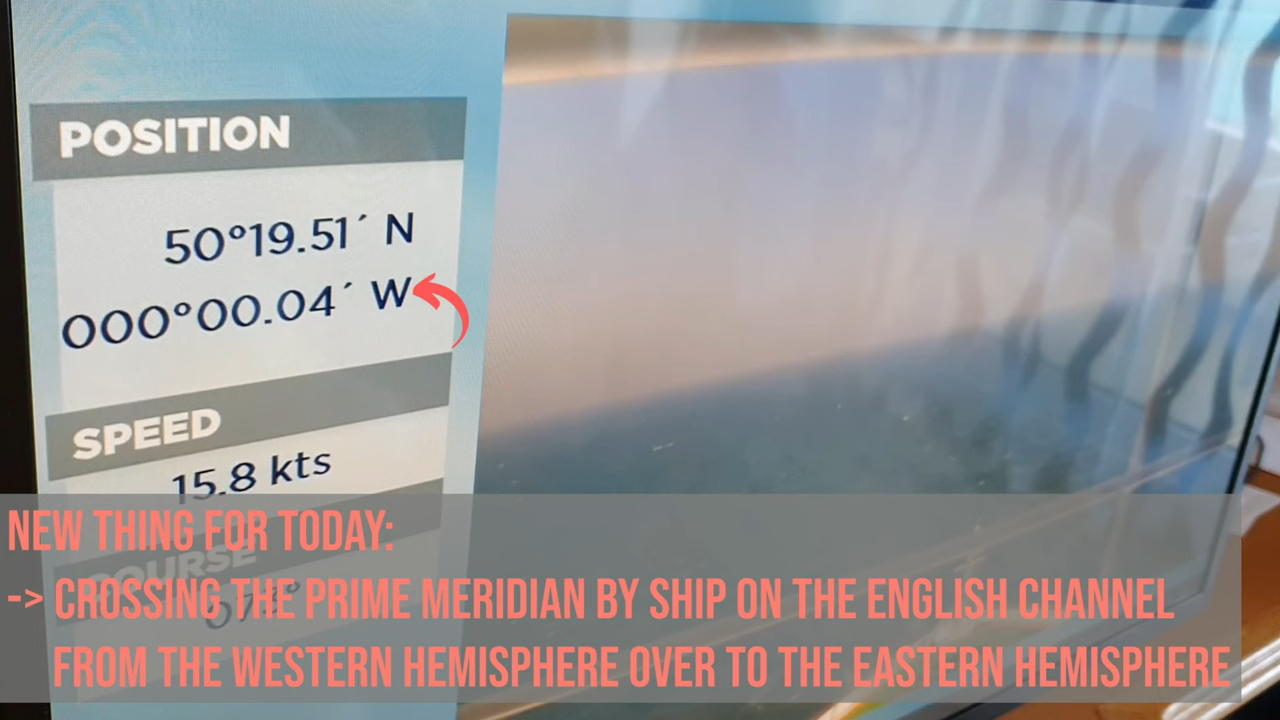 POSITION
50°19.51´ N
000°00.04´ W
SPEED
15.8 kts
COURSE
NEW THING FOR TODAY:
-> CROSSING THE PRIME MERIDIAN BY SHIP ON THE ENGLISH CHANNEL
FROM THE WESTERN HEMISPHERE OVER TO THE EASTERN HEMISPHERE